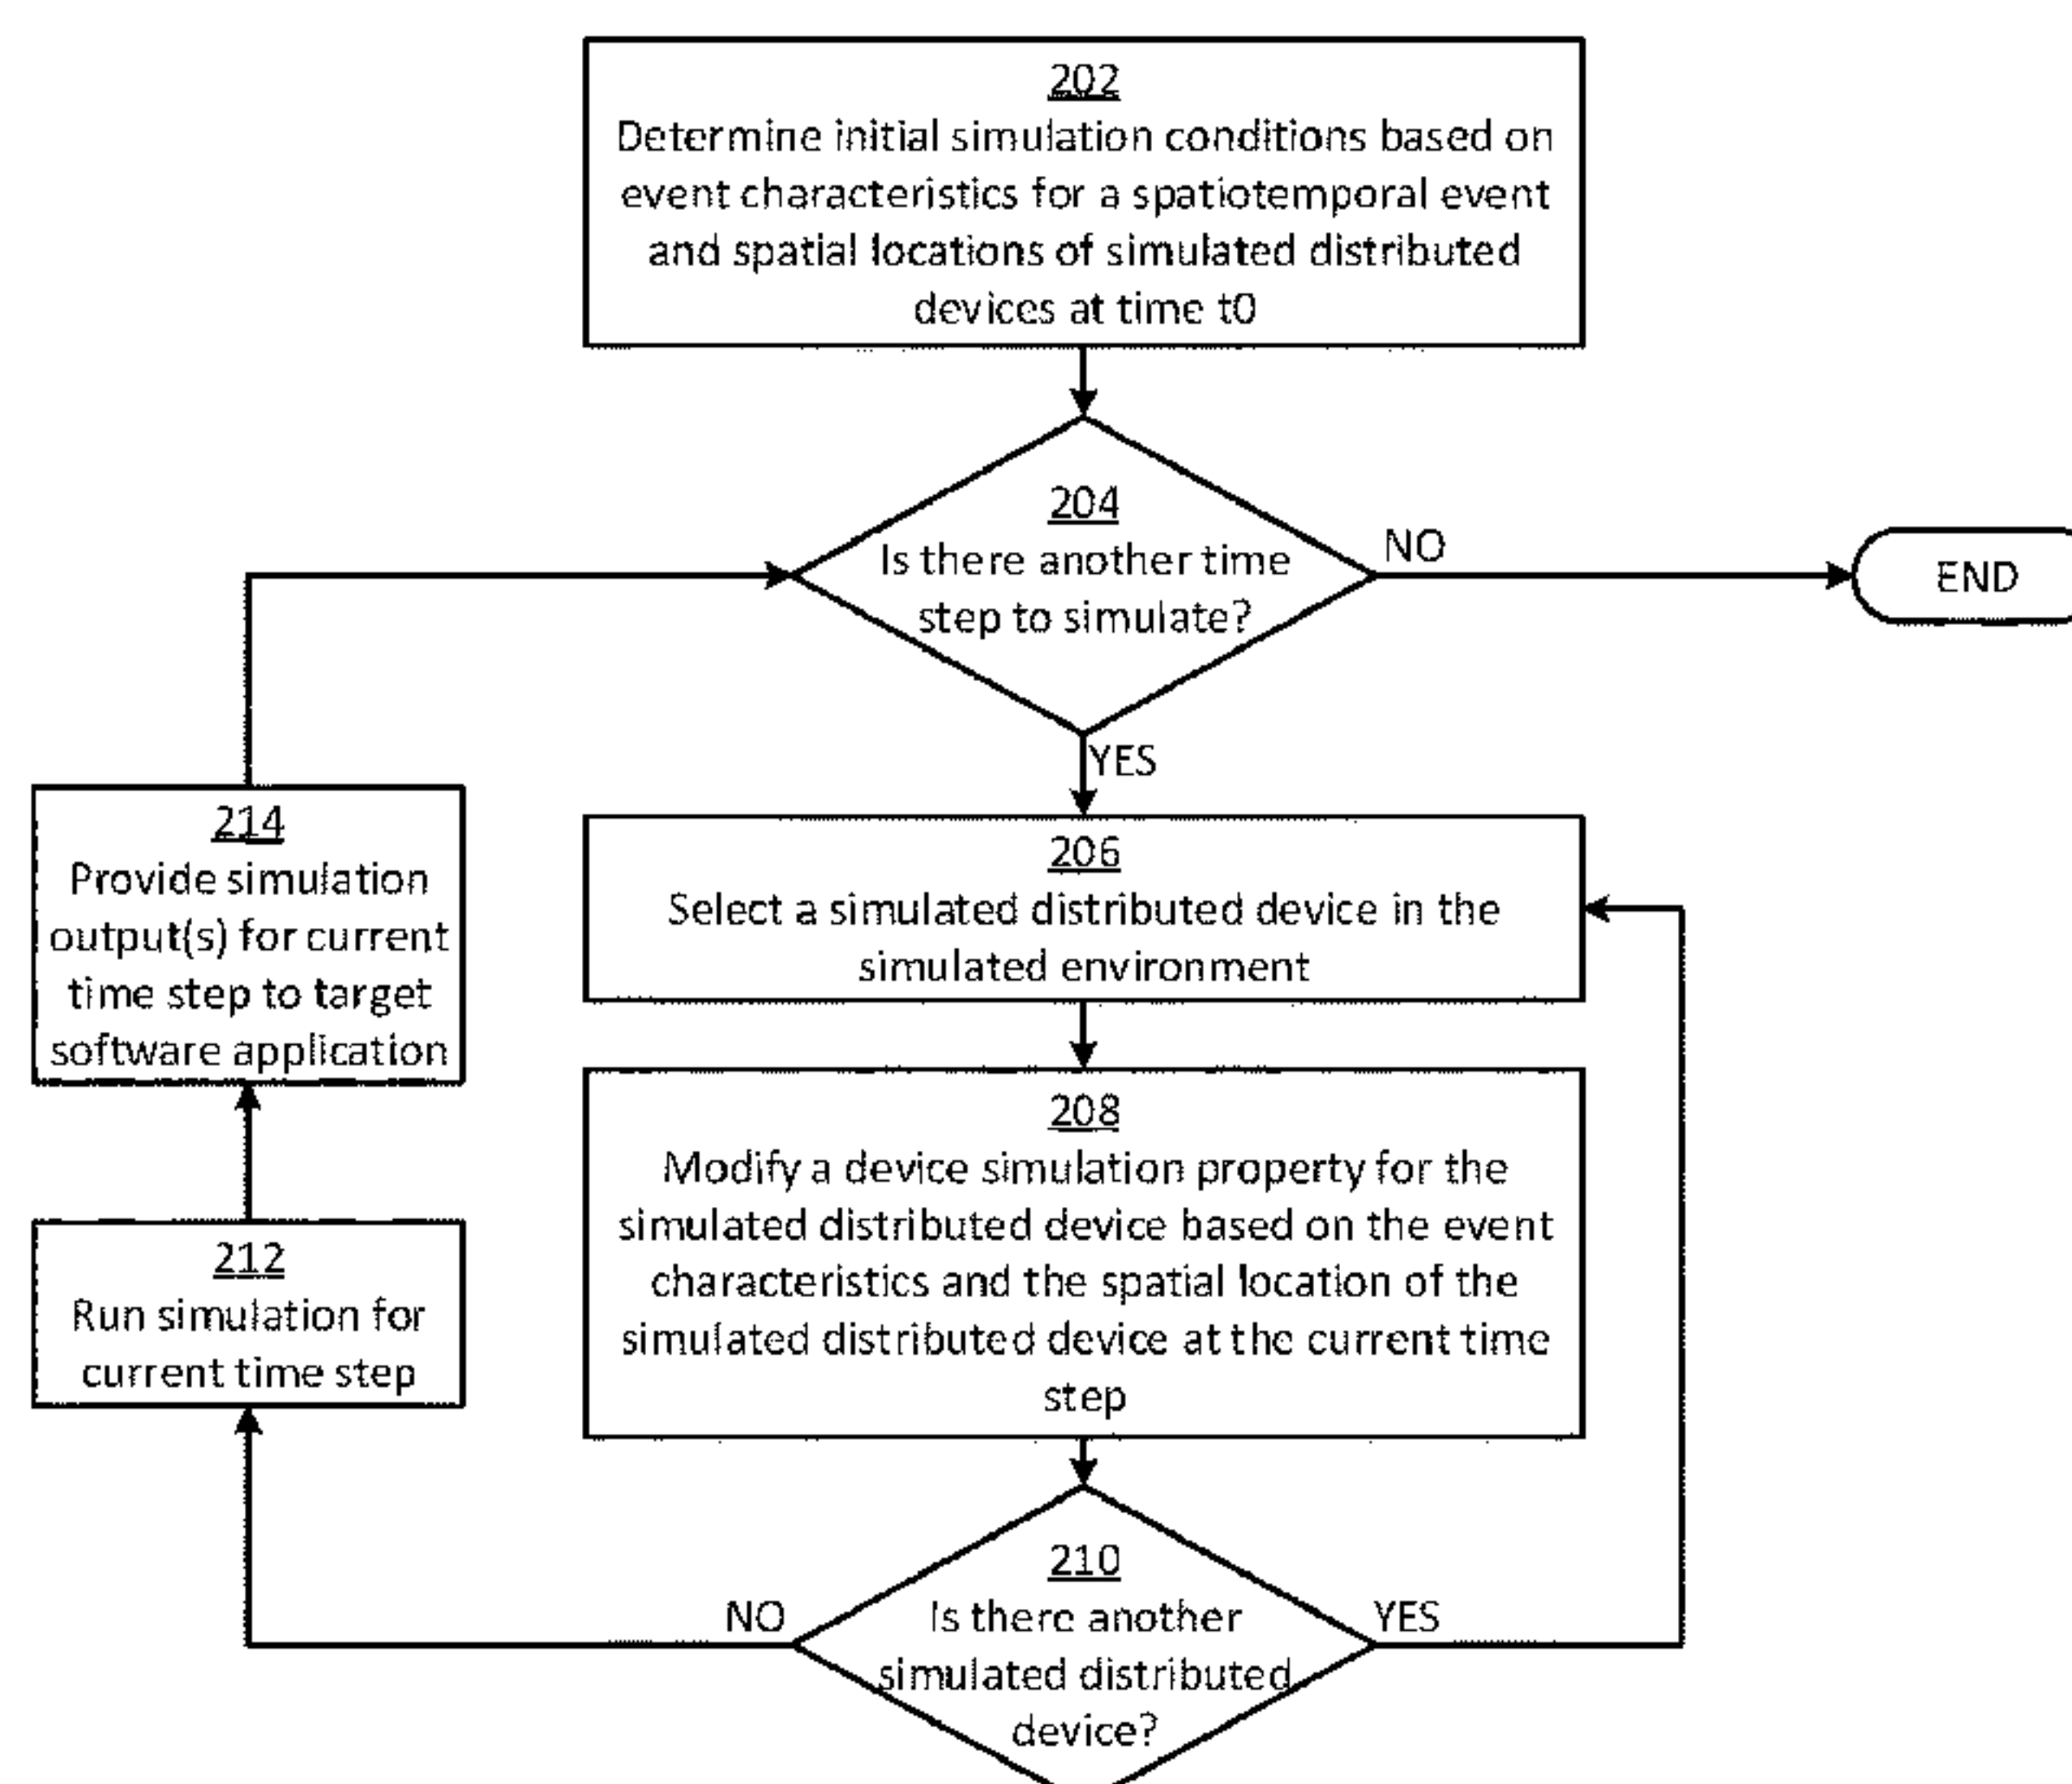 202
Determine initial simulation conditions based on
event characteristics for a spatiotemporal event
and spatial locations of simulated distributed
devices at time t0
204
Is there another time
step to simulate?
NO
END
YES
214
Provide simulation
output(s) for current
time step to target
software application
206
Select a simulated distributed device in the
simulated environment
208
Modify a device simulation property for the
simulated distributed device based on the event
characteristics and the spatial location of the
simulated distributed device at the current time
step
212
Run simulation for
current time step
210
Is there another
simulated distributed
device?
NO
YES